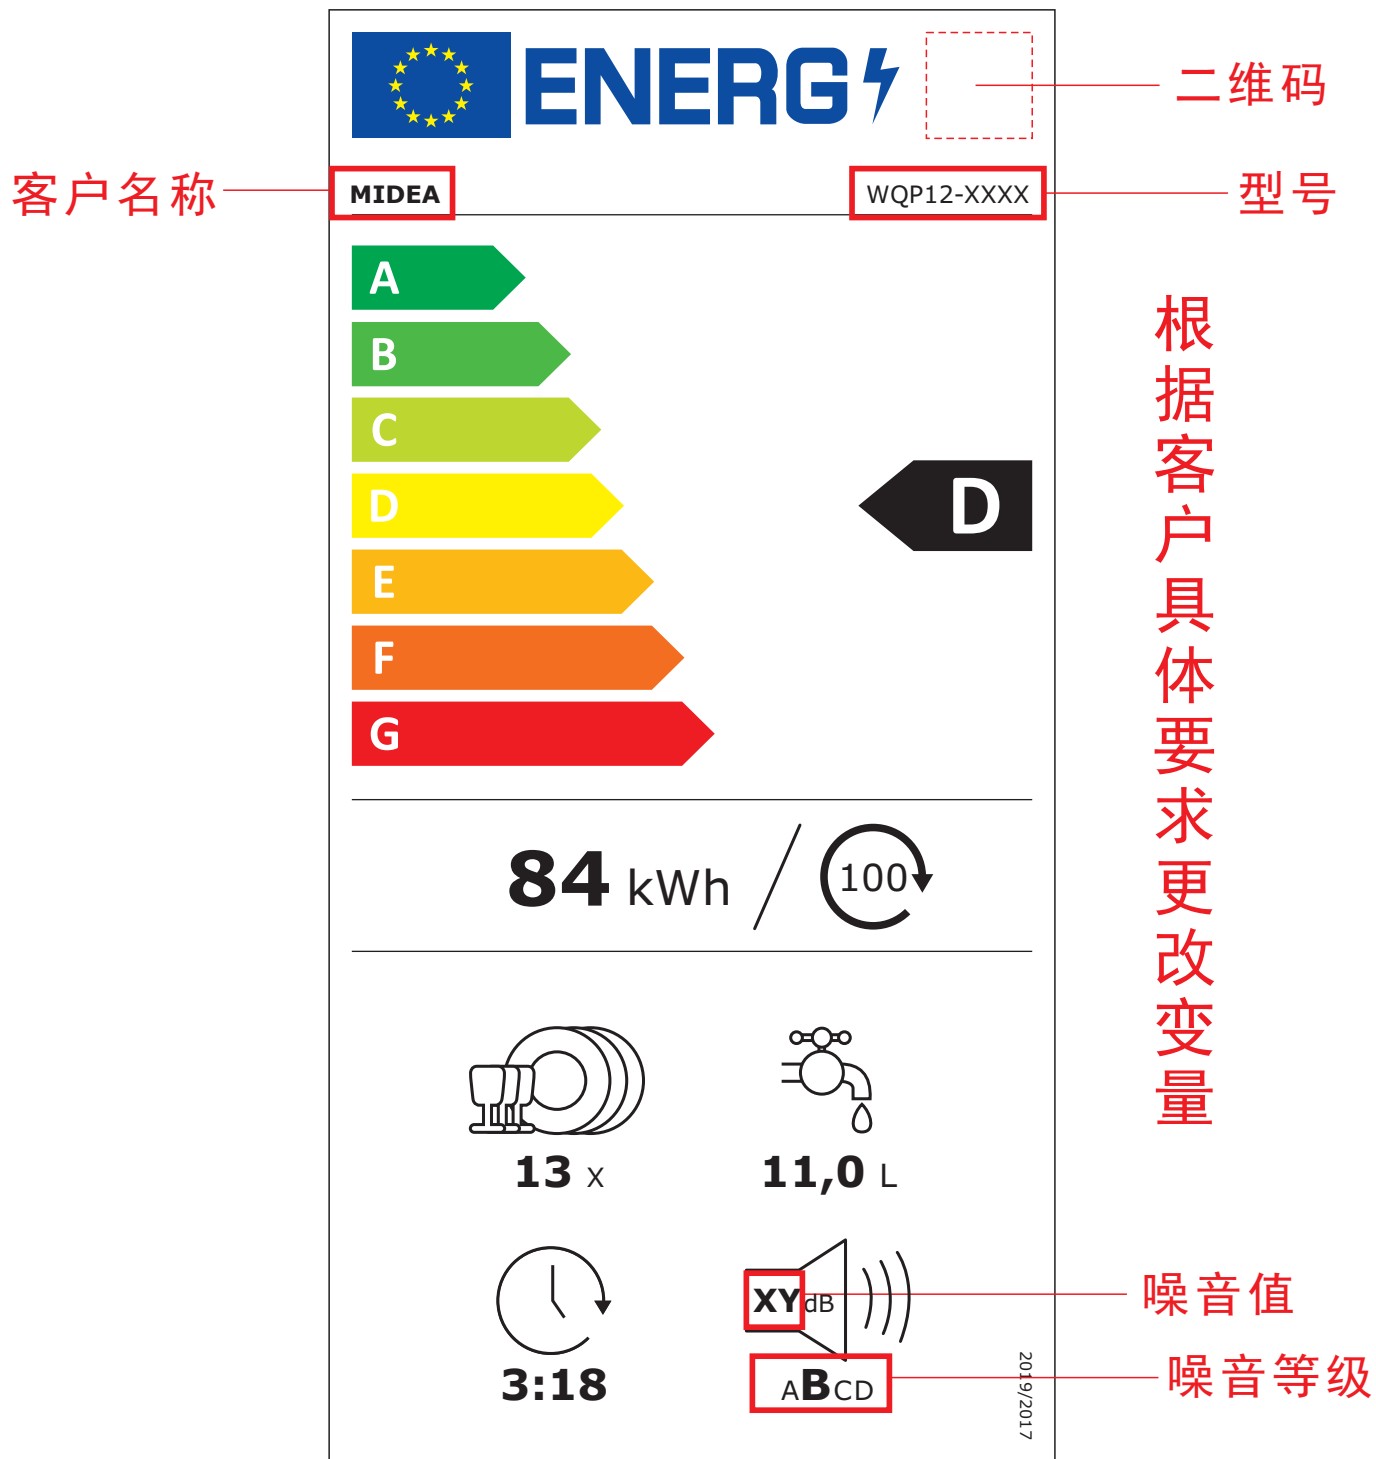 ENERG
二维码
客户名称
MIDEA
WQP12-XXXX
型号
A
B
C
D
D
E
F
G
根据客户具体要求更改变量
84 kWh / 100
13 x
11,0 L
3:18
XY dB
噪音值
ABCD
噪音等级
2019/2017